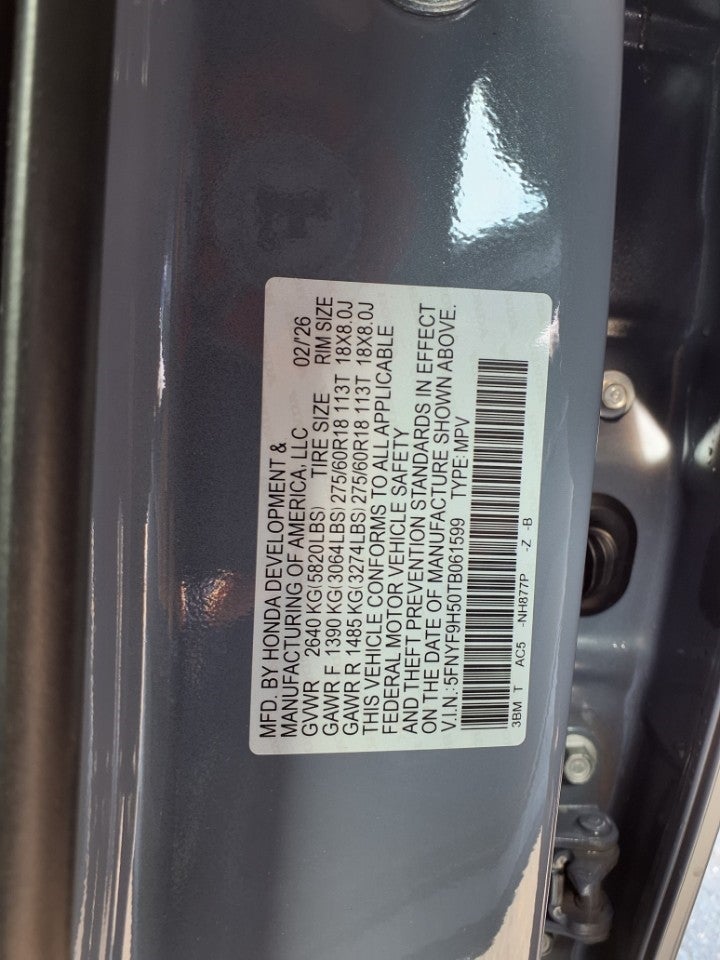 MFD. BY HONDA DEVELOPMENT &
MANUFACTURING OF AMERICA, LLC 02/'26
GVWR 2640 KG(5820LBS) TIRE SIZE RIM SIZE
GAWR F 1390 KG(3064LBS) 275/60R18 113T 18X8.0J
GAWR R 1485 KG(3274LBS) 275/60R18 113T 18X8.0J
THIS VEHICLE CONFORMS TO ALL APPLICABLE
FEDERAL MOTOR VEHICLE SAFETY
AND THEFT PREVENTION STANDARDS IN EFFECT
ON THE DATE OF MANUFACTURE SHOWN ABOVE.
V.I.N.:5FNYF9H50TB061599 TYPE:MPV
3BM T AC5 -NH877P -Z -B